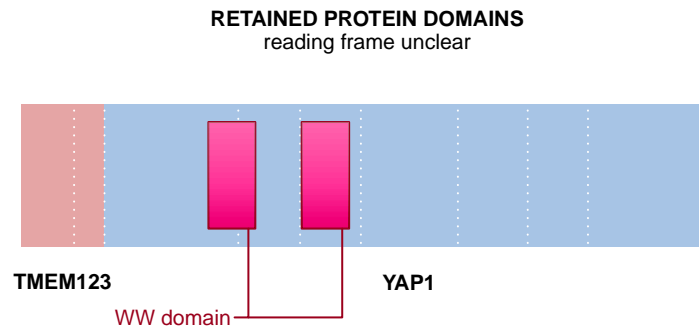 RETAINED PROTEIN DOMAINS
reading frame unclear
TMEM123
YAP1
WW domain